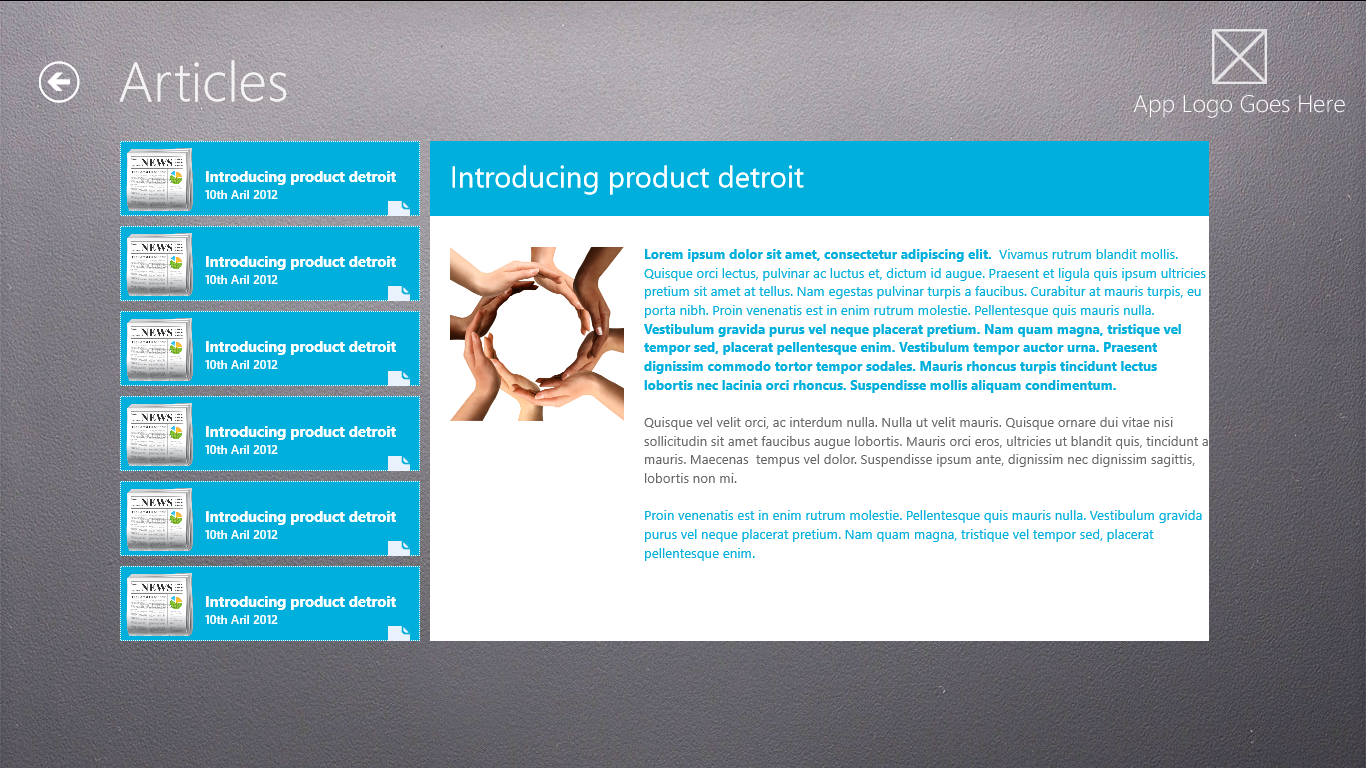 Articles
App Logo Goes Here
NEWS
Introducing product detroit
10th Aril 2012
NEWS
Introducing product detroit
10th Aril 2012
NEWS
Introducing product detroit
10th Aril 2012
NEWS
Introducing product detroit
10th Aril 2012
NEWS
Introducing product detroit
10th Aril 2012
NEWS
Introducing product detroit
10th Aril 2012
Introducing product detroit
Lorem ipsum dolor sit amet, consectetur adipiscing elit.  Vivamus rutrum blandit mollis.
Quisque orci lectus, pulvinar ac luctus et, dictum id augue. Praesent et ligula quis ipsum ultricies
pretium sit amet at tellus. Nam egestas pulvinar turpis a faucibus. Curabitur at mauris turpis, eu
porta nibh. Proin venenatis est in enim rutrum molestie. Pellentesque quis mauris nulla.
Vestibulum gravida purus vel neque placerat pretium. Nam quam magna, tristique vel
tempor sed, placerat pellentesque enim. Vestibulum tempor auctor urna. Praesent
dignissim commodo tortor tempor sodales. Mauris rhoncus turpis tincidunt lectus
lobortis nec lacinia orci rhoncus. Suspendisse mollis aliquam condimentum.
Quisque vel velit orci, ac interdum nulla. Nulla ut velit mauris. Quisque ornare dui vitae nisi
sollicitudin sit amet faucibus augue lobortis. Mauris orci eros, ultricies ut blandit quis, tincidunt a
mauris. Maecenas  tempus vel dolor. Suspendisse ipsum ante, dignissim nec dignissim sagittis,
lobortis non mi.
Proin venenatis est in enim rutrum molestie. Pellentesque quis mauris nulla. Vestibulum gravida
purus vel neque placerat pretium. Nam quam magna, tristique vel tempor sed, placerat
pellentesque enim.